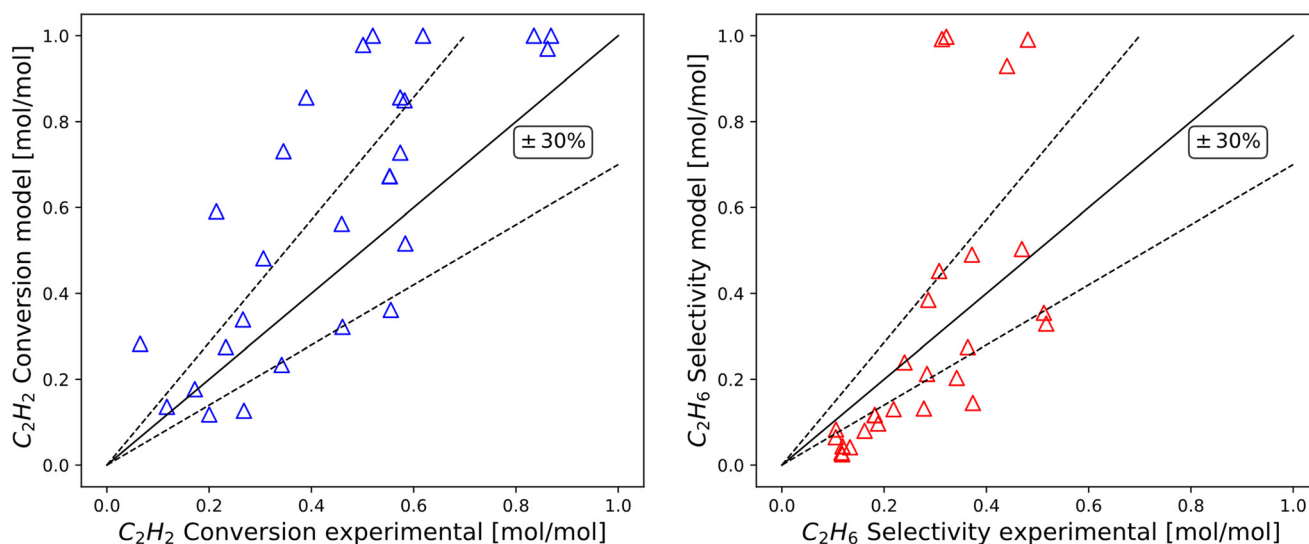 C₂H₂ Conversion model [mol/mol]
1.0
0.8
0.6
0.4
0.2
0.0
± 30%
0.0 0.2 0.4 0.6 0.8 1.0
C₂H₂ Conversion experimental [mol/mol]
C₂H₆ Selectivity model [mol/mol]
1.0
0.8
0.6
0.4
0.2
0.0
± 30%
0.0 0.2 0.4 0.6 0.8 1.0
C₂H₆ Selectivity experimental [mol/mol]